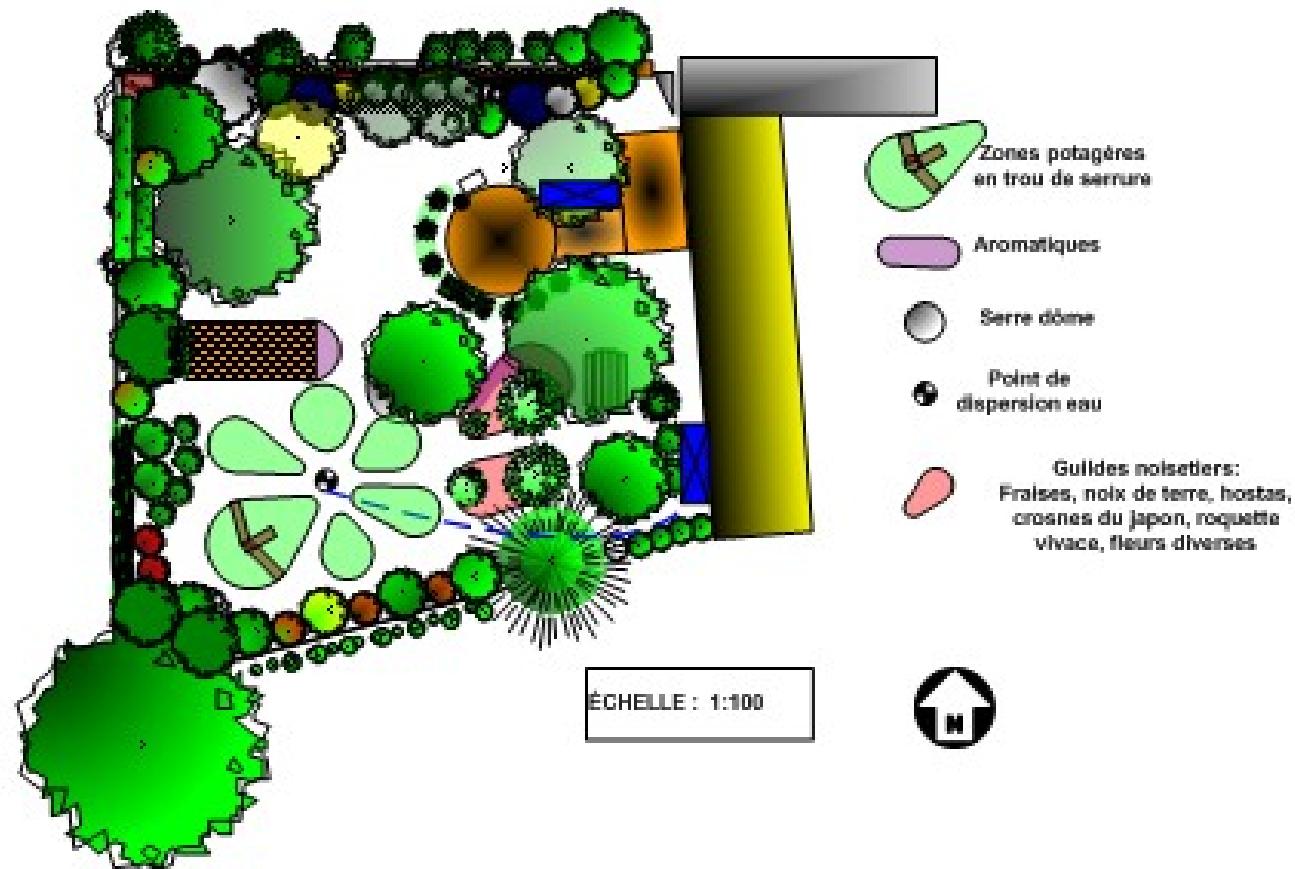 Zones potagères
en trou de serrure
Aromatiques
Serre dôme
Point de
dispersion eau
Guildes noisetiers:
Fraises, noix de terre, hostas,
crosnes du japon, roquette
vivace, fleurs diverses
ÉCHELLE : 1:100
N